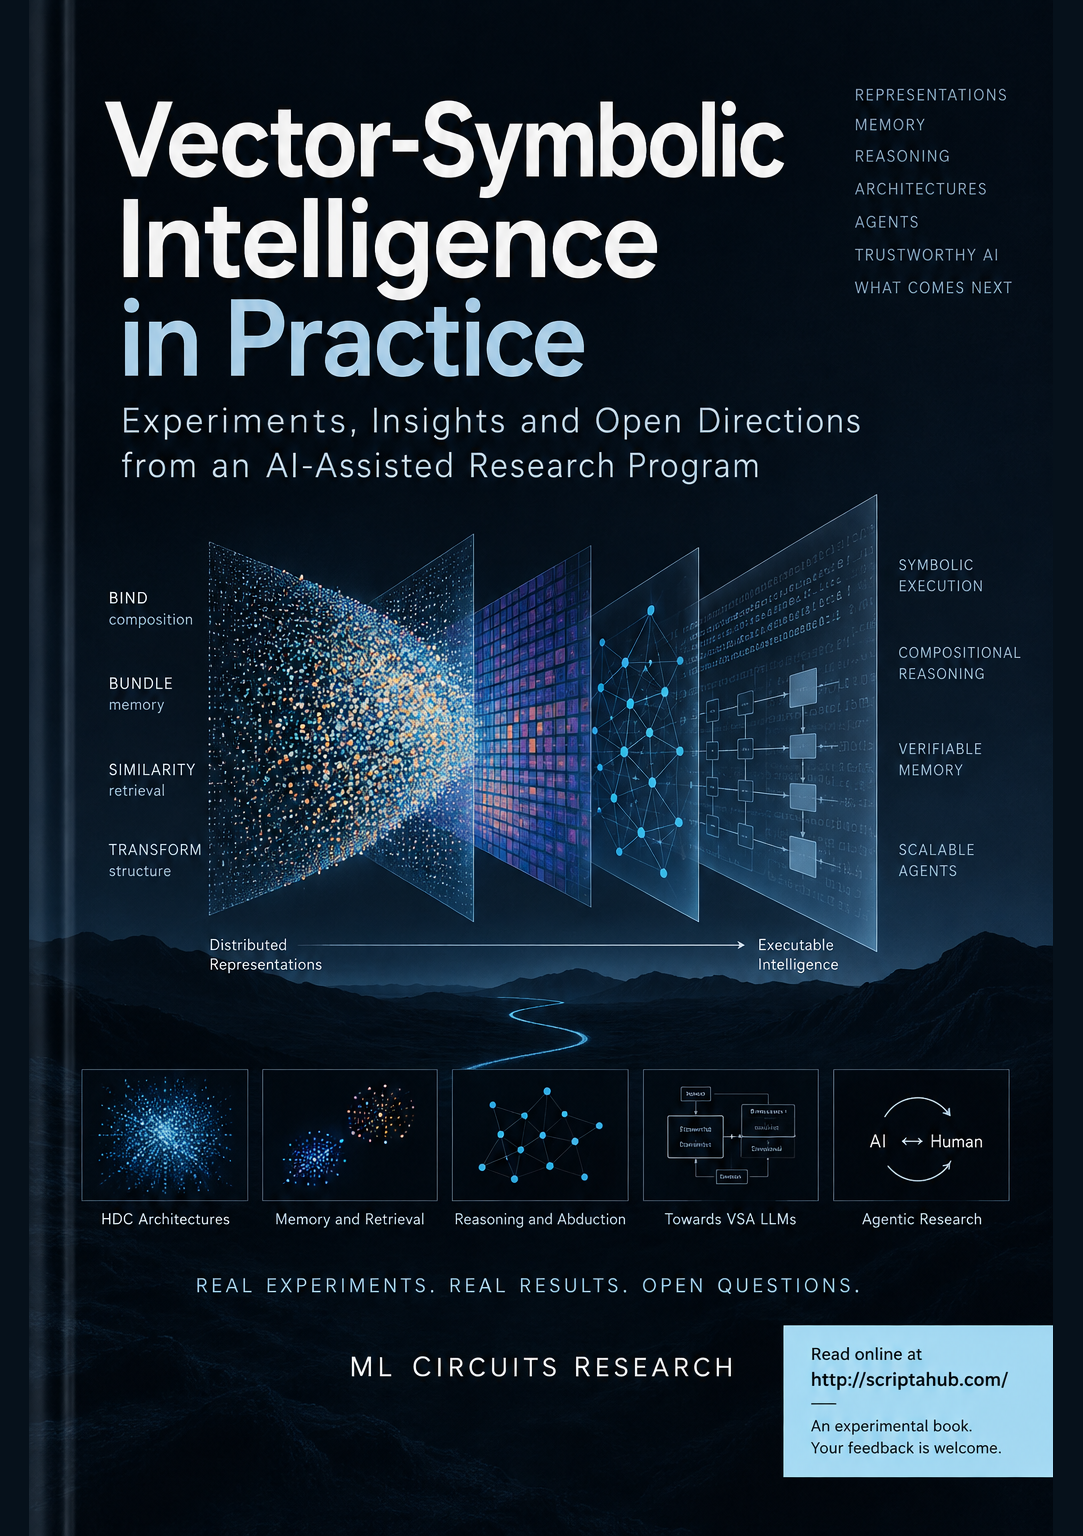 Vector-Symbolic
Intelligence
in Practice
Experiments, Insights and Open Directions
from an AI-Assisted Research Program
REPRESENTATIONS
MEMORY
REASONING
ARCHITECTURES
AGENTS
TRUSTWORTHY AI
WHAT COMES NEXT
BIND
composition
BUNDLE
memory
SIMILARITY
retrieval
TRANSFORM
structure
SYMBOLIC
EXECUTION
COMPOSITIONAL
REASONING
VERIFIABLE
MEMORY
SCALABLE
AGENTS
Distributed
Representations
Executable
Intelligence
AI ↔ Human
HDC Architectures
Memory and Retrieval
Reasoning and Abduction
Towards VSA LLMs
Agentic Research
REAL EXPERIMENTS. REAL RESULTS. OPEN QUESTIONS.
ML CIRCUITS RESEARCH
Read online at
http://scriptahub.com/
An experimental book.
Your feedback is welcome.